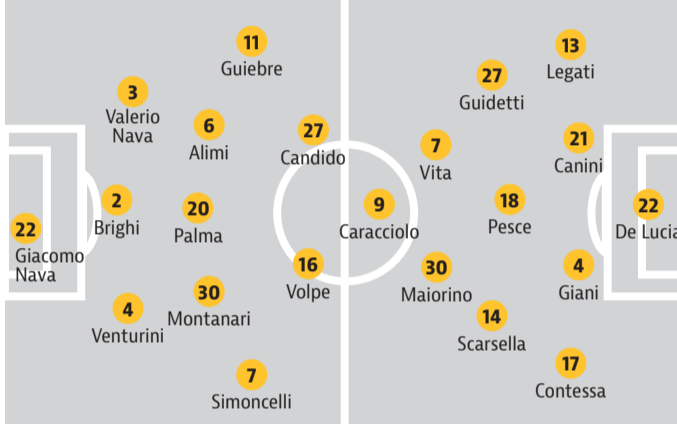 11
Guiebre
3
Valerio
Nava
6
Alimi
27
Candido
2
Brighi
20
Palma
22
Giacomo
Nava
16
Volpe
30
Montanari
4
Venturini
7
Simoncelli
13
Legati
27
Guidetti
21
Canini
7
Vita
9
Caracciolo
18
Pesce
22
De Lucia
30
Maiorino
4
Giani
14
Scarsella
17
Contessa